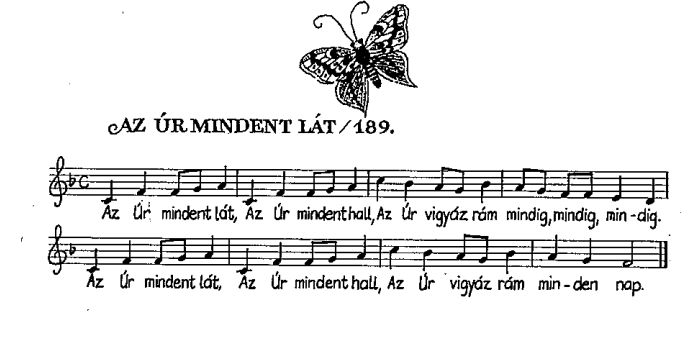 AZ ÚR MINDENT LÁT/189.
Az Úr mindent lát, Az Úr mindent hall, Az Úr vigyáz rám mindig, mindig, min-dig.
Az Úr mindent lát, Az Úr mindent hall, Az Úr vigyáz rám min-den nap.